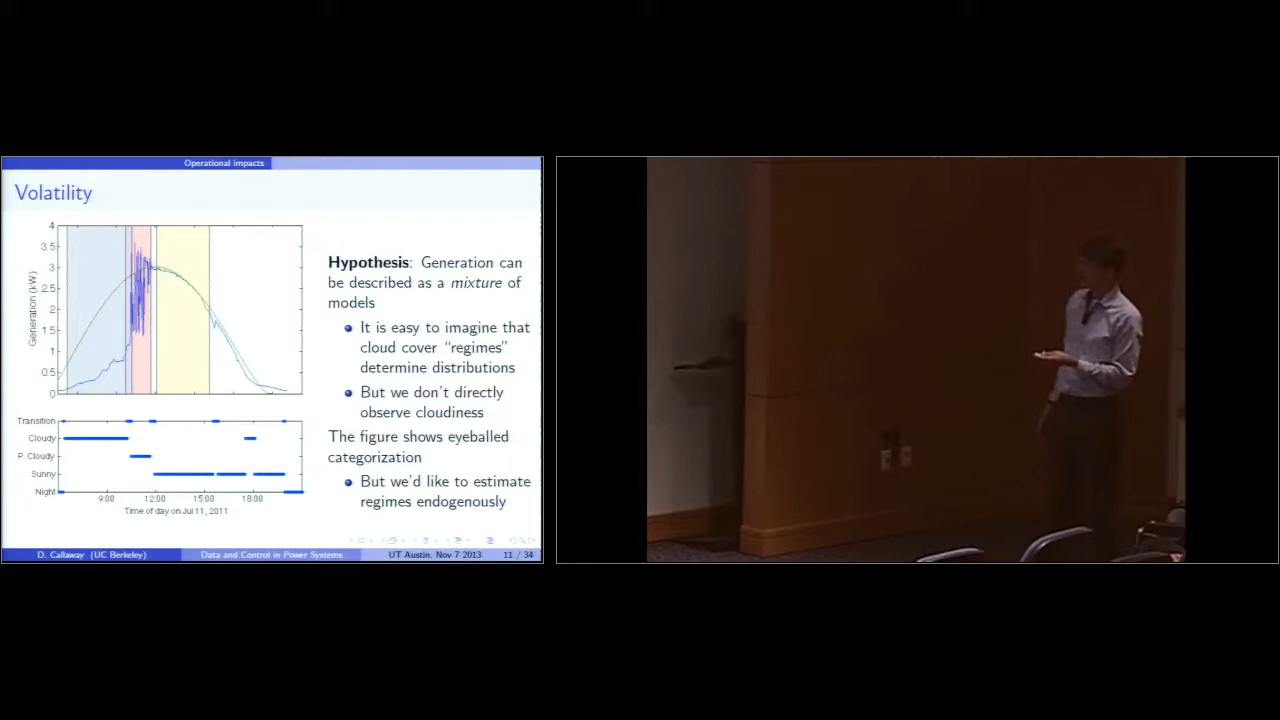 Operational impacts
Volatility
4
3.5
3
2.5
2
1.5
1
0.5
0
Generation (kW)
Transition
Cloudy
P. Cloudy
Sunny
Night
9:00 12:00 15:00 18:00
Time of day on Jul 11, 2011
Hypothesis: Generation can
be described as a mixture of
models
It is easy to imagine that
cloud cover "regimes"
determine distributions
But we don't directly
observe cloudiness
The figure shows eyeballed
categorization
But we'd like to estimate
regimes endogenously
D. Callaway (UC Berkeley) Data and Control in Power Systems UT Austin, Nov 7 2013 11 / 34